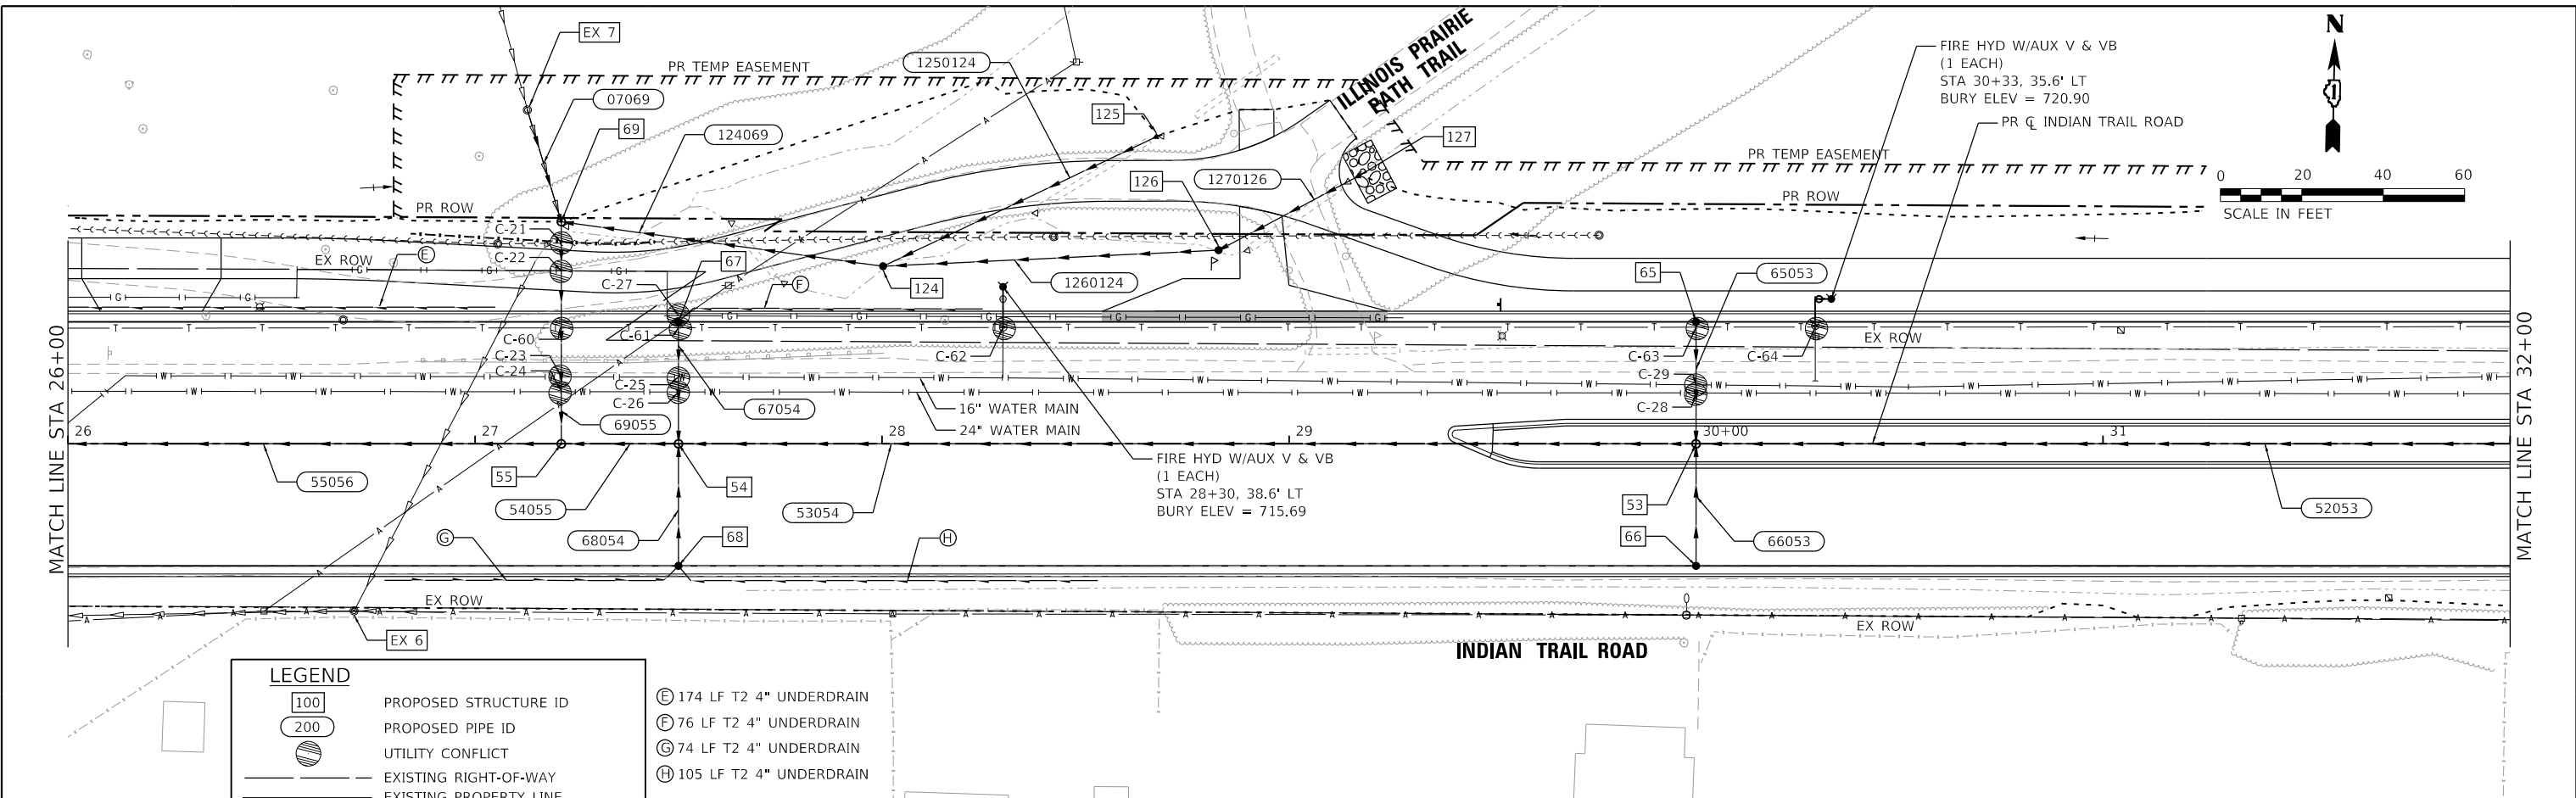 EX 7
PR TEMP EASEMENT
1250124
07069
125
69
124069
ILLINOIS PRAIRIE
PATH TRAIL
127
FIRE HYD W/AUX V & VB
(1 EACH)
STA 30+33, 35.6' LT
BURY ELEV = 720.90
PR ℄ INDIAN TRAIL ROAD
N
1
PR TEMP EASEMENT
0 20 40 60
SCALE IN FEET
126
1270126
PR ROW
PR ROW
C-21
C-22
EX ROW
E
67
C-27
F
124
1260124
65
65053
C-60
C-61
C-62
C-63
C-64
EX ROW
C-23
C-24
C-25
C-26
C-29
C-28
16" WATER MAIN
24" WATER MAIN
67054
69055
MATCH LINE STA 26+00
MATCH LINE STA 32+00
26
27
28
29
30+00
31
55056
55
54055
54
53054
FIRE HYD W/AUX V & VB
(1 EACH)
STA 28+30, 38.6' LT
BURY ELEV = 715.69
53
52053
G
68054
68
H
66
66053
EX ROW
EX 6
EX ROW
INDIAN TRAIL ROAD
LEGEND
100 PROPOSED STRUCTURE ID
200 PROPOSED PIPE ID
UTILITY CONFLICT
EXISTING RIGHT-OF-WAY
EXISTING PROPERTY LINE
E 174 LF T2 4" UNDERDRAIN
F 76 LF T2 4" UNDERDRAIN
G 74 LF T2 4" UNDERDRAIN
H 105 LF T2 4" UNDERDRAIN